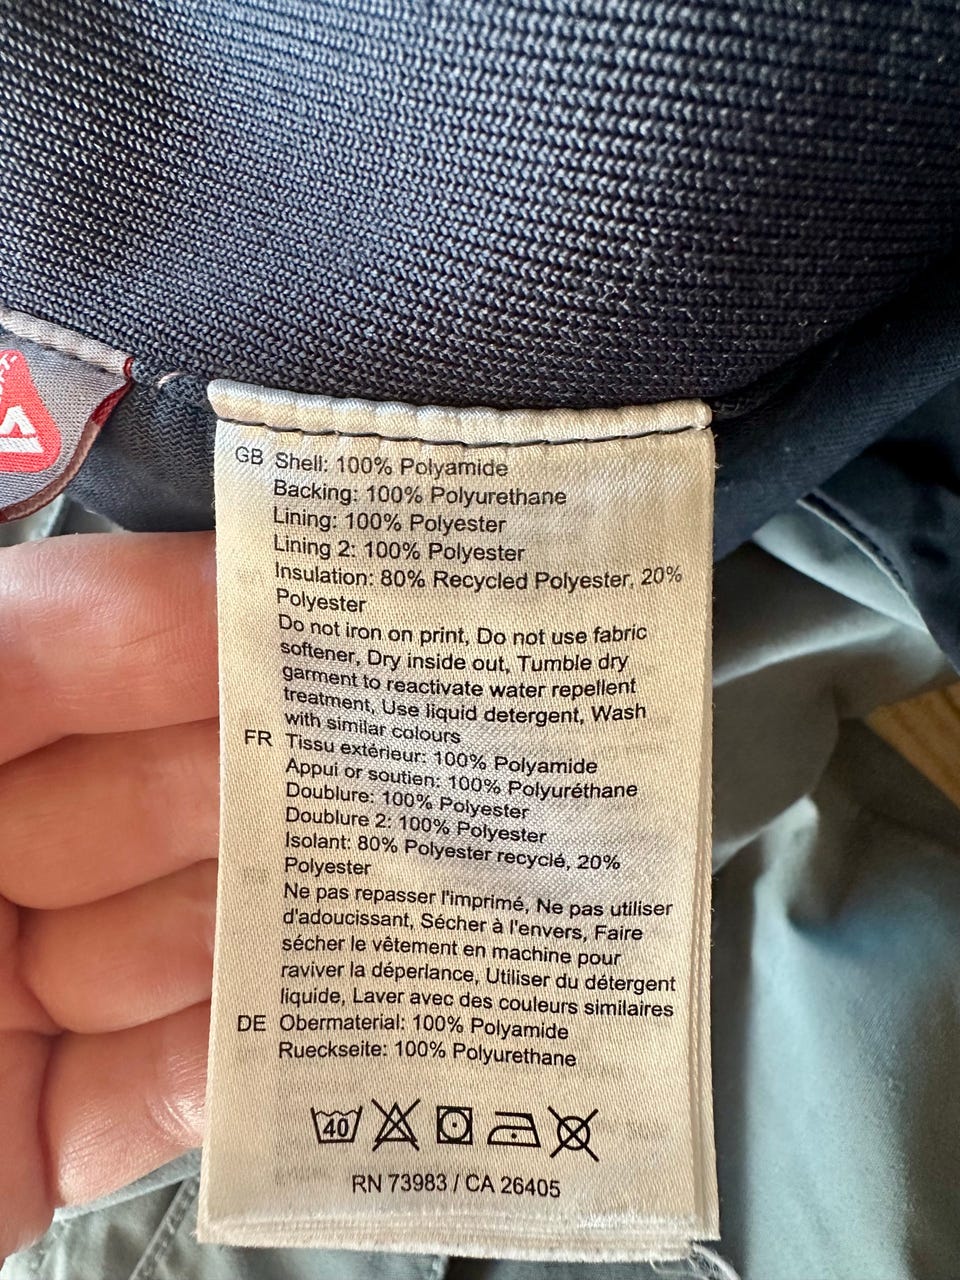 GB Shell: 100% Polyamide
Backing: 100% Polyurethane
Lining: 100% Polyester
Lining 2: 100% Polyester
Insulation: 80% Recycled Polyester, 20%
Polyester
Do not iron on print, Do not use fabric
softener, Dry inside out, Tumble dry
garment to reactivate water repellent
treatment, Use liquid detergent, Wash
with similar colours
FR Tissu extérieur: 100% Polyamide
Appui or soutien: 100% Polyuréthane
Doublure: 100% Polyester
Doublure 2: 100% Polyester
Isolant: 80% Polyester recyclé, 20%
Polyester
Ne pas repasser l'imprimé, Ne pas utiliser
d'adoucissant, Sécher à l'envers, Faire
sécher le vêtement en machine pour
raviver la déperlance, Utiliser du détergent
liquide, Laver avec des couleurs similaires
DE Obermaterial: 100% Polyamide
Rueckseite: 100% Polyurethane
40
RN 73983 / CA 26405